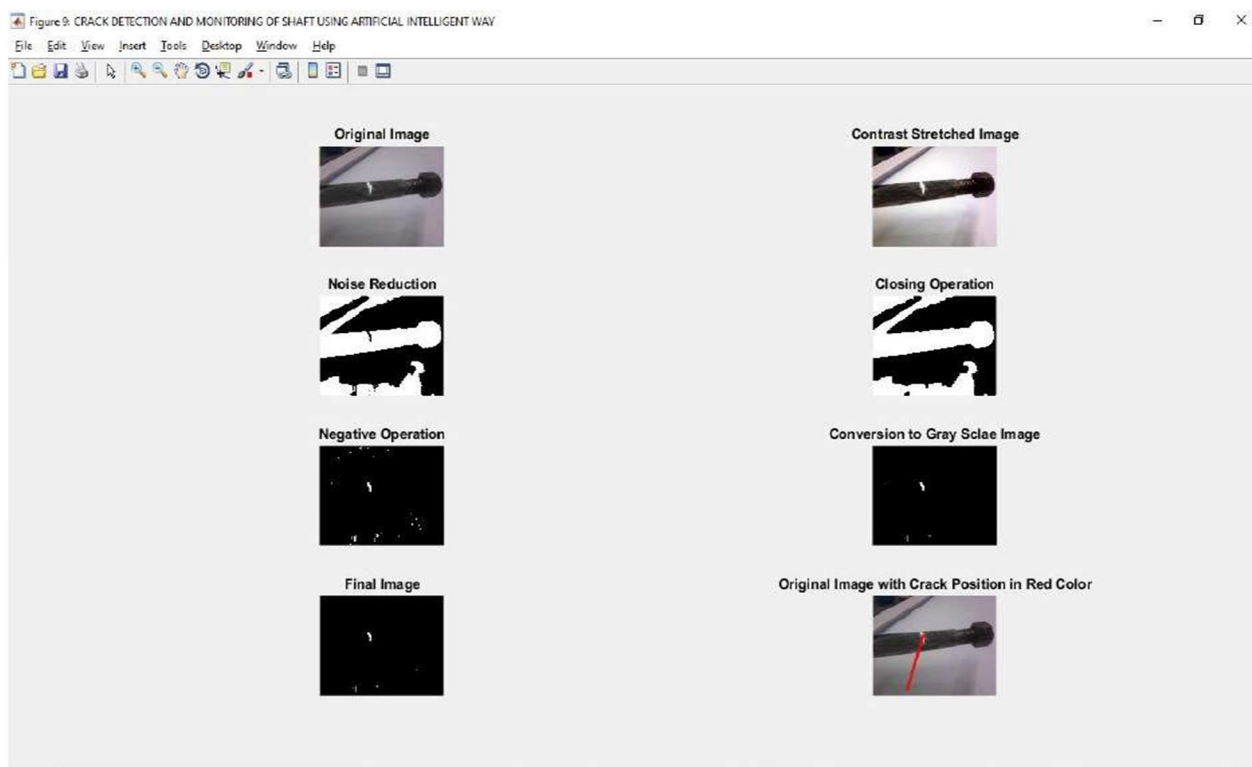 Figure 9: CRACK DETECTION AND MONITORING OF SHAFT USING ARTIFICIAL INTELLIGENT WAY
File Edit View Insert Tools Desktop Window Help
Original Image
Contrast Stretched Image
Noise Reduction
Closing Operation
Negative Operation
Conversion to Gray Sclae Image
Final Image
Original Image with Crack Position in Red Color